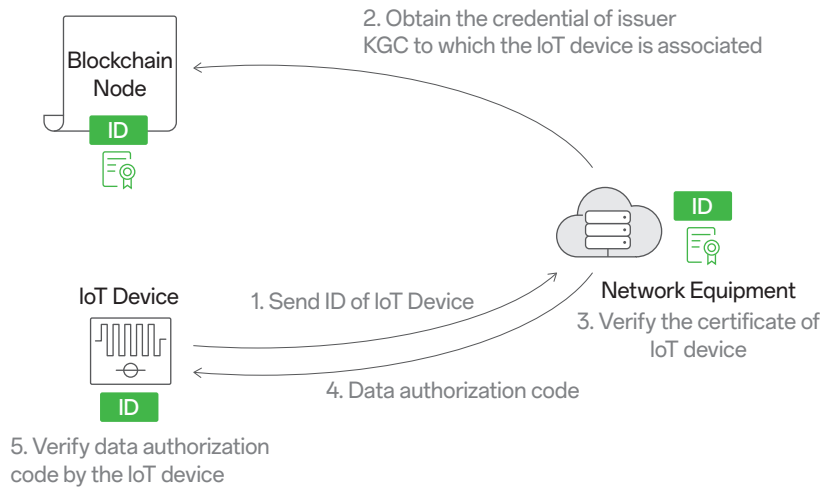 2. Obtain the credential of issuer
KGC to which the IoT device is associated
Blockchain
Node
ID
ID
Network Equipment
3. Verify the certificate of
IoT device
IoT Device
1. Send ID of IoT Device
4. Data authorization code
ID
5. Verify data authorization
code by the IoT device